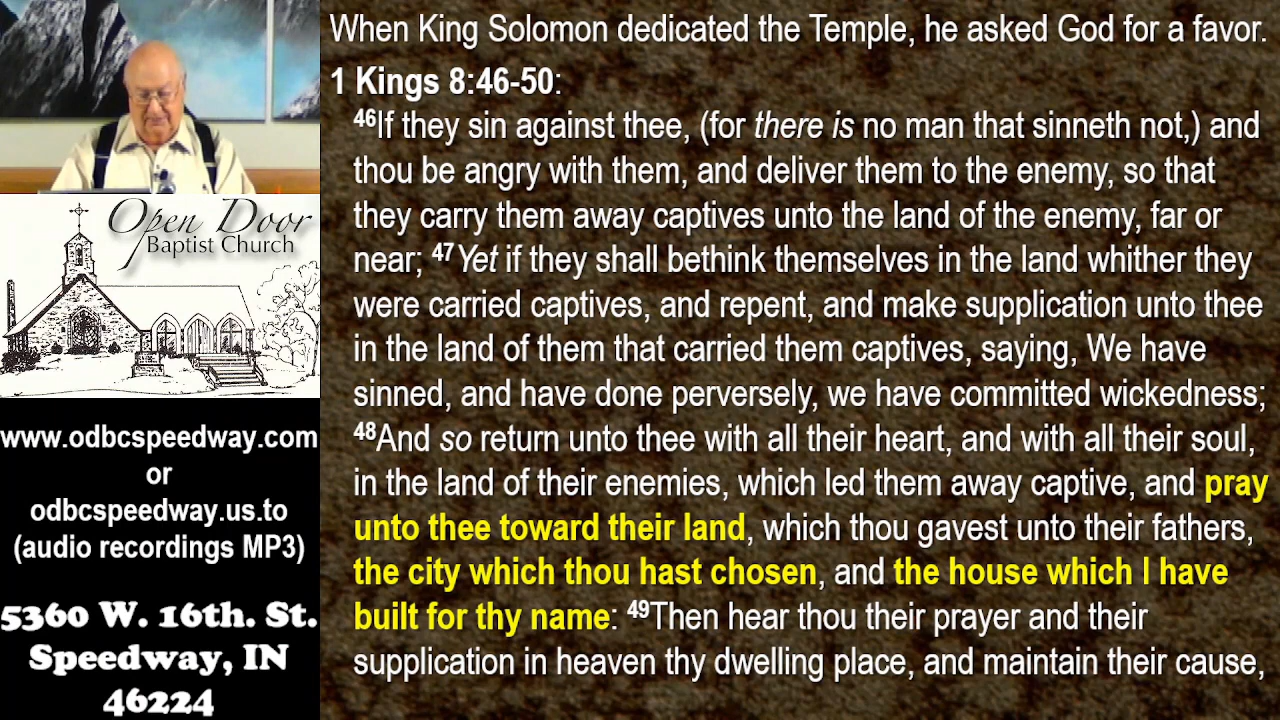 When King Solomon dedicated the Temple, he asked God for a favor.
1 Kings 8:46-50:
46If they sin against thee, (for there is no man that sinneth not,) and
thou be angry with them, and deliver them to the enemy, so that
they carry them away captives unto the land of the enemy, far or
near; 47Yet if they shall bethink themselves in the land whither they
were carried captives, and repent, and make supplication unto thee
in the land of them that carried them captives, saying, We have
sinned, and have done perversely, we have committed wickedness;
48And so return unto thee with all their heart, and with all their soul,
in the land of their enemies, which led them away captive, and pray
unto thee toward their land, which thou gavest unto their fathers,
the city which thou hast chosen, and the house which I have
built for thy name: 49Then hear thou their prayer and their
supplication in heaven thy dwelling place, and maintain their cause,
Open Door
Baptist Church
www.odbcspeedway.com
or
odbcspeedway.us.to
(audio recordings MP3)
5360 W. 16th. St.
Speedway, IN
46224